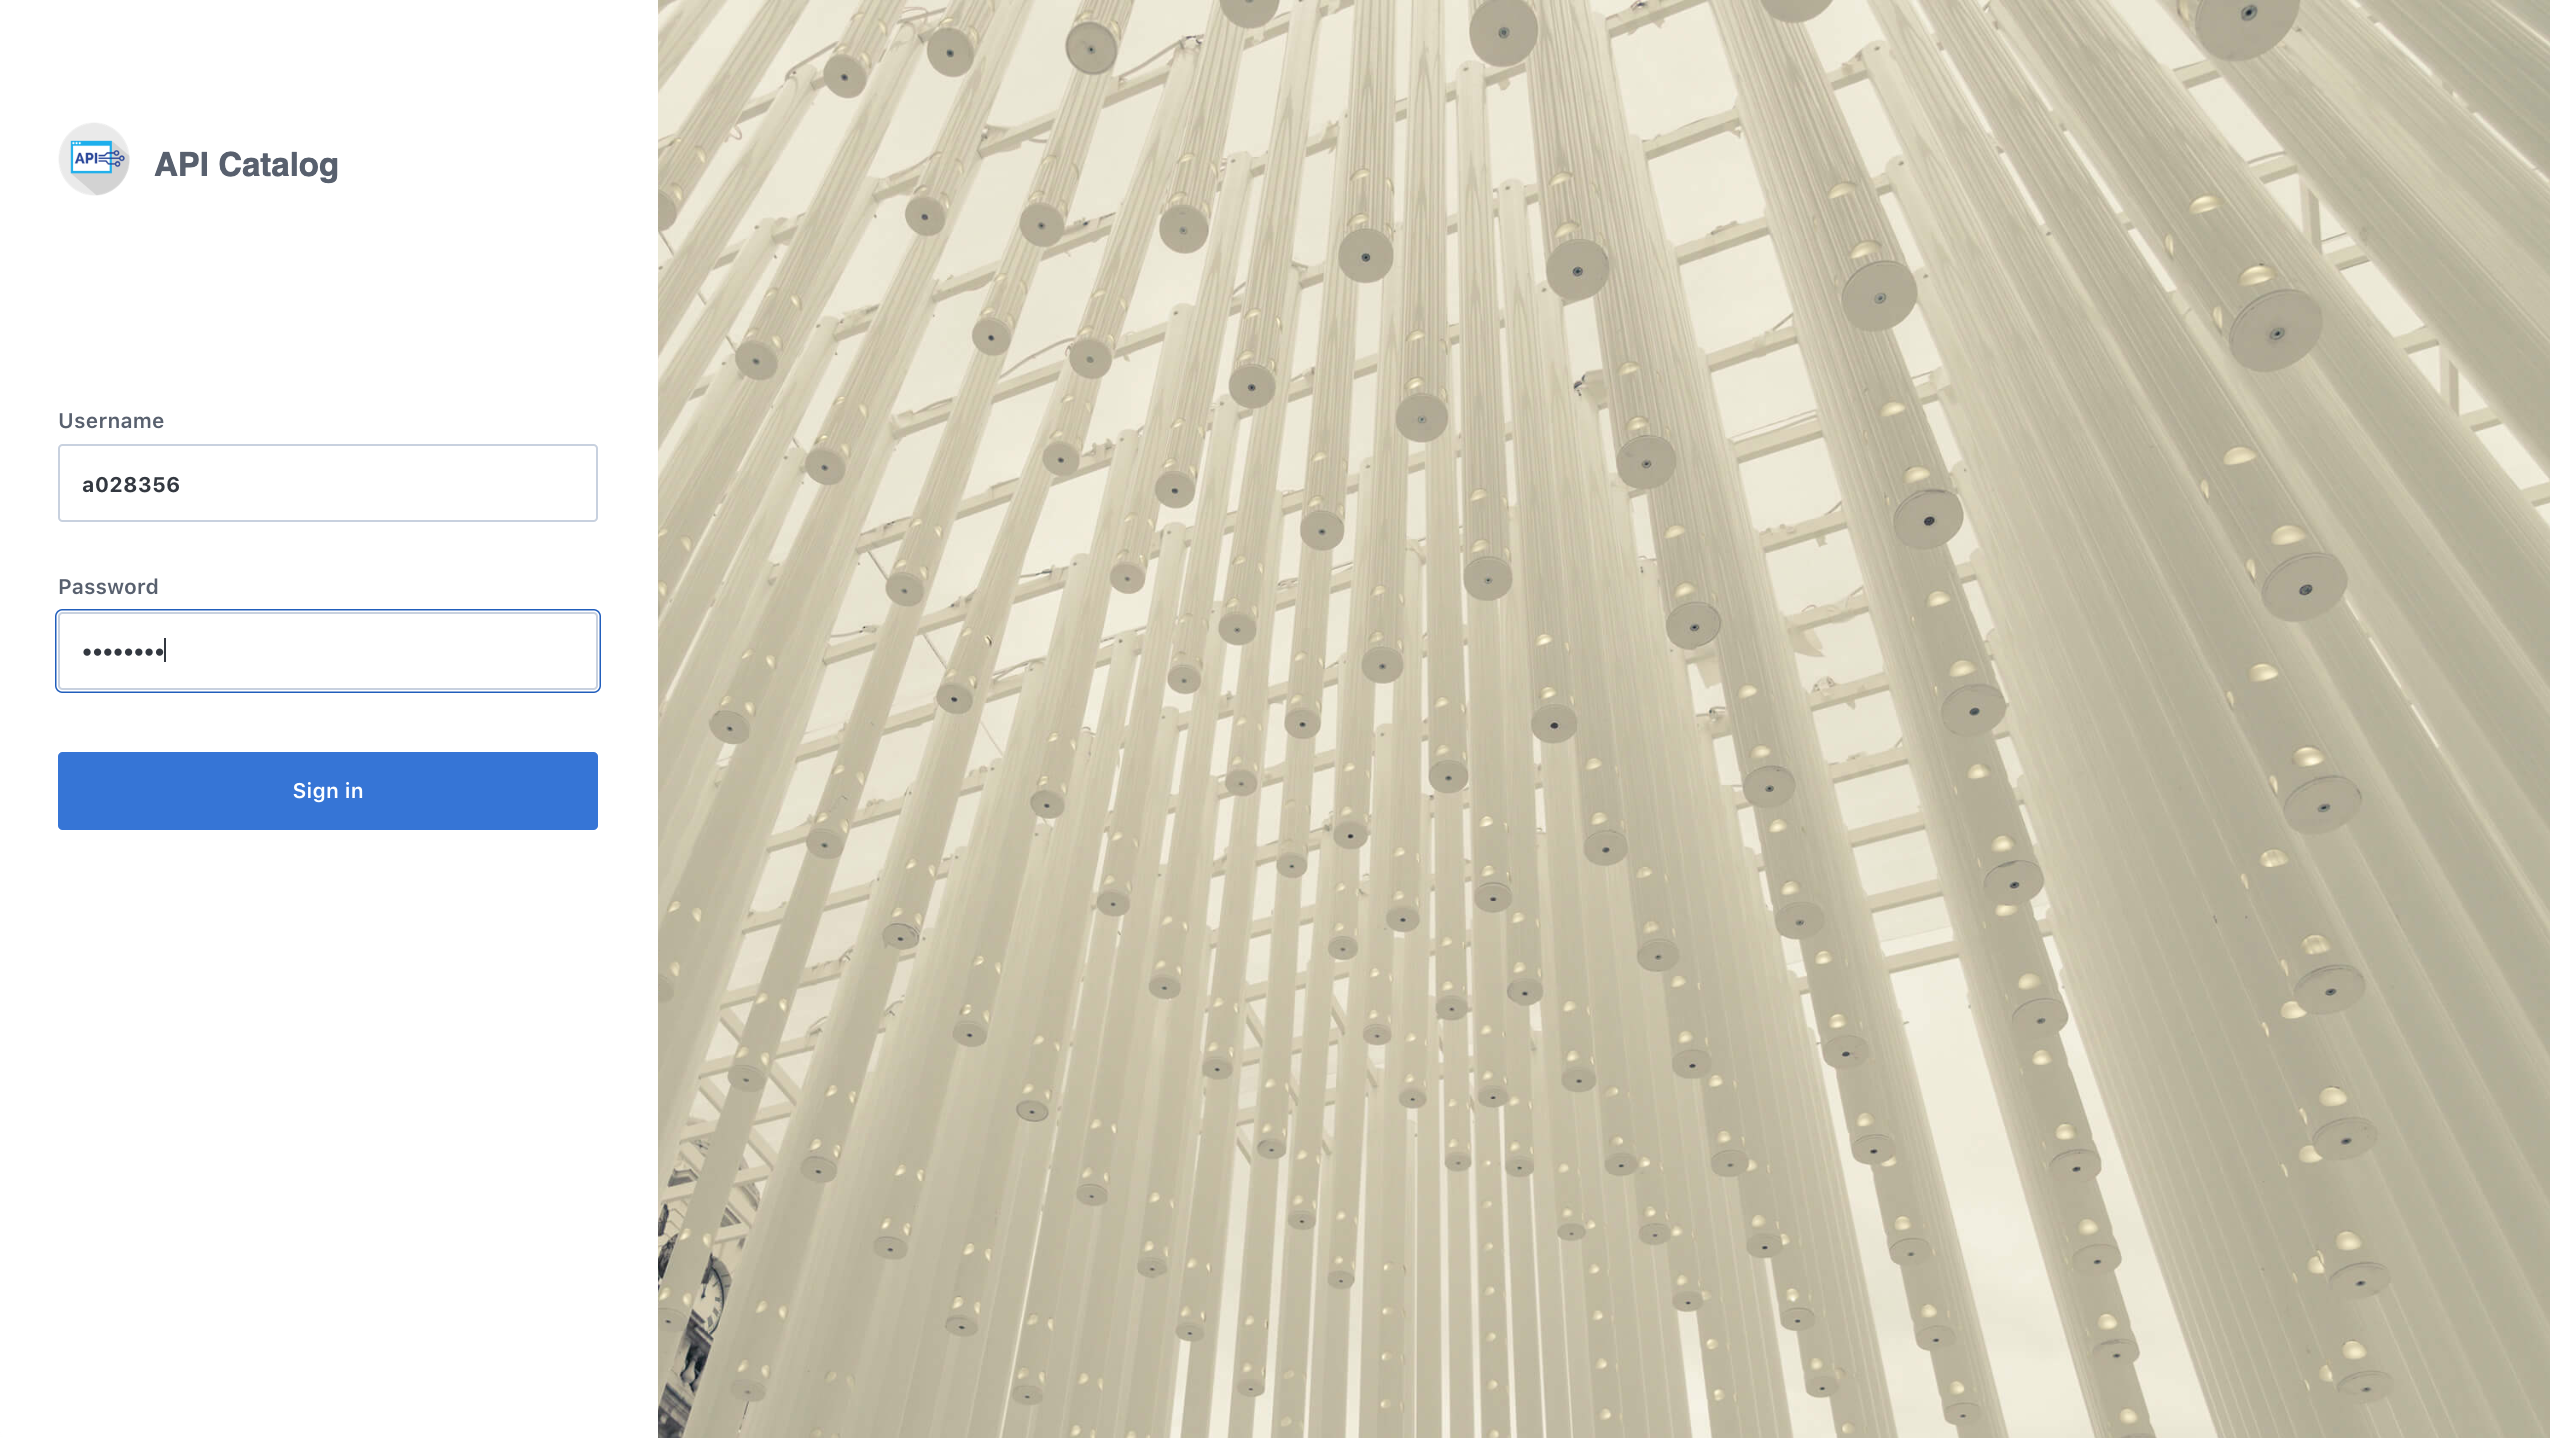 API
API Catalog
Username
a028356
Password
••••••••
Sign in